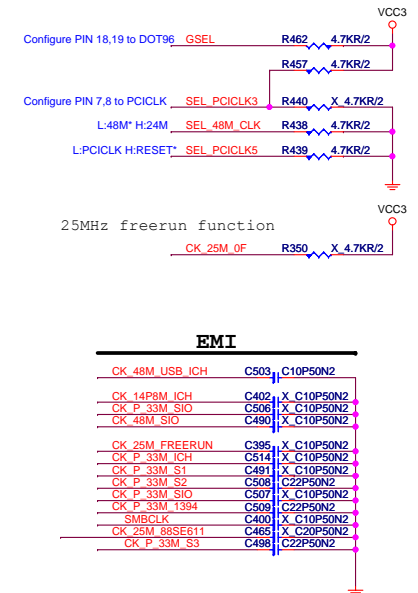 VCC3
Configure PIN 18,19 to DOT96 GSEL R462 4.7KR/2
R457 4.7KR/2
Configure PIN 7,8 to PCICLK SEL_PCICLK3 R440 X_4.7KR/2
L:48M* H:24M SEL_48M_CLK R438 4.7KR/2
L:PCICLK H:RESET* SEL_PCICLK5 R439 4.7KR/2
VCC3
25MHz freerun function
CK_25M_0F R350 X_4.7KR/2
EMI
CK_48M_USB_ICH C503 C10P50N2
CK_14P8M_ICH C402 X_C10P50N2
CK_P_33M_SIO C506 X_C10P50N2
CK_48M_SIO C490 X_C10P50N2
CK_25M_FREERUN C395 X_C10P50N2
CK_P_33M_ICH C514 X_C10P50N2
CK_P_33M_S1 C491 X_C10P50N2
CK_P_33M_S2 C508 C22P50N2
CK_P_33M_SIO C507 X_C10P50N2
CK_P_33M_1394 C509 C22P50N2
SMBCLK C400 X_C10P50N2
CK_25M_88SE611 C465 X_C20P50N2
CK_P_33M_S3 C498 C22P50N2